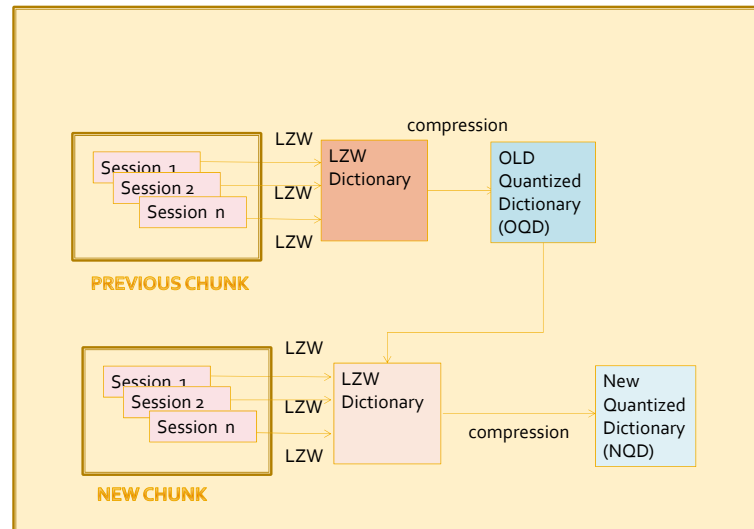 compression
LZW
LZW
Dictionary
OLD
Quantized
Dictionary
(OQD)
Session 1
Session 2
Session n
LZW
LZW
PREVIOUS CHUNK
LZW
LZW
Dictionary
New
Quantized
Dictionary
(NQD)
Session 1
Session 2
Session n
LZW
compression
LZW
NEW CHUNK